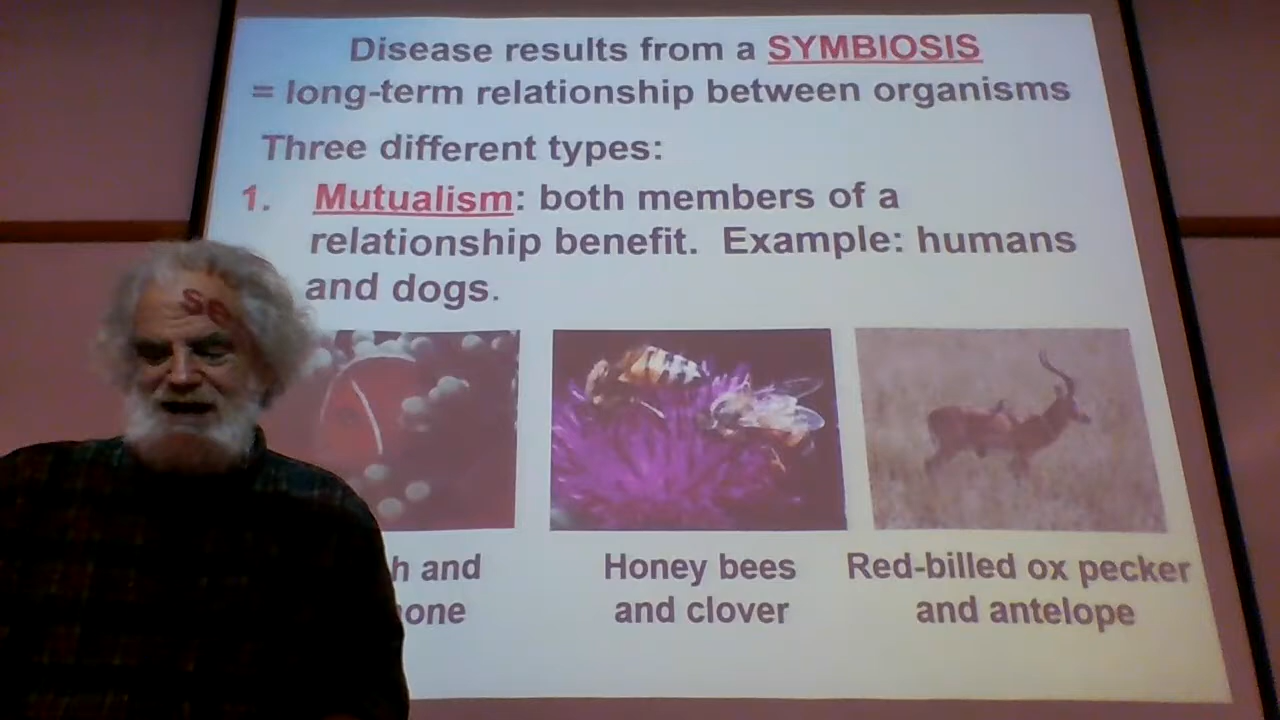 Disease results from a SYMBIOSIS
= long-term relationship between organisms
Three different types:
1. Mutualism: both members of a
relationship benefit. Example: humans
and dogs.
h and
one
Honey bees
and clover
Red-billed ox pecker
and antelope